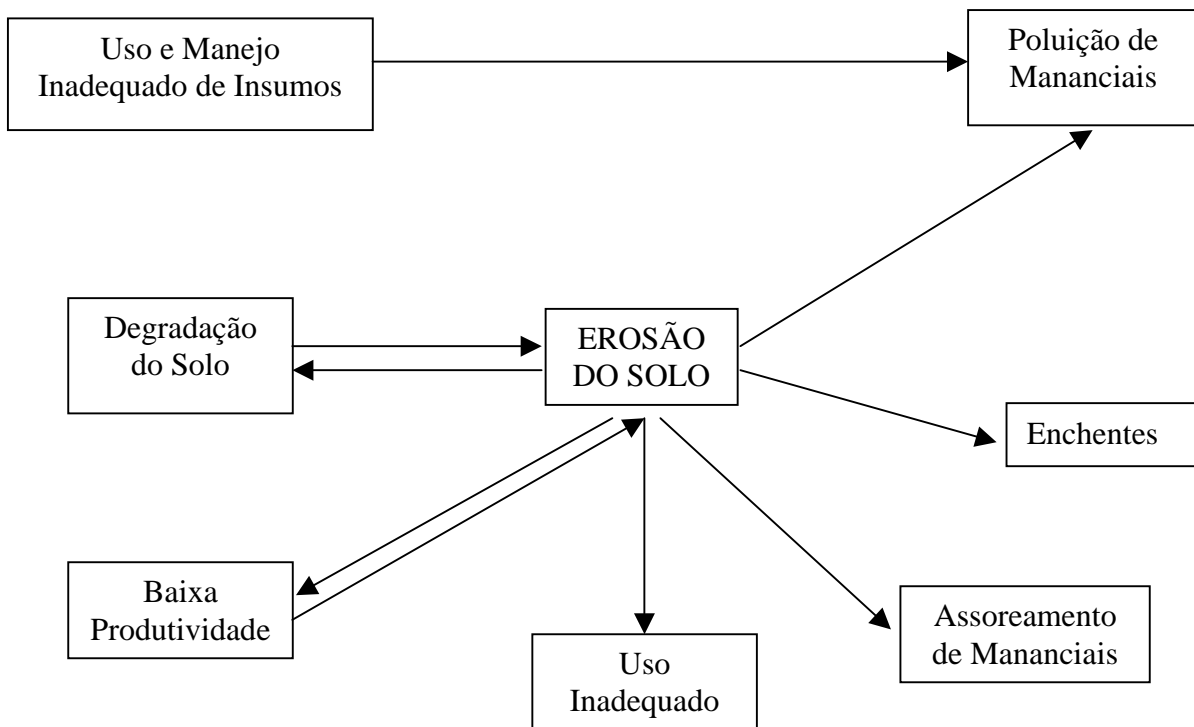 Uso e Manejo
Inadequado de Insumos
Poluição de
Mananciais
Degradação
do Solo
EROSÃO
DO SOLO
Enchentes
Baixa
Produtividade
Uso
Inadequado
Assoreamento
de Mananciais